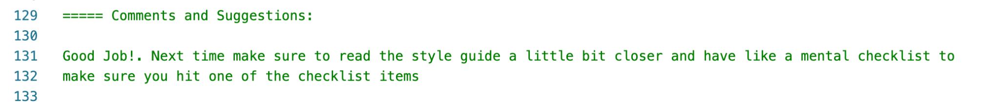 129 ===== Comments and Suggestions:
130
131 Good Job!. Next time make sure to read the style guide a little bit closer and have like a mental checklist to
132 make sure you hit one of the checklist items
133